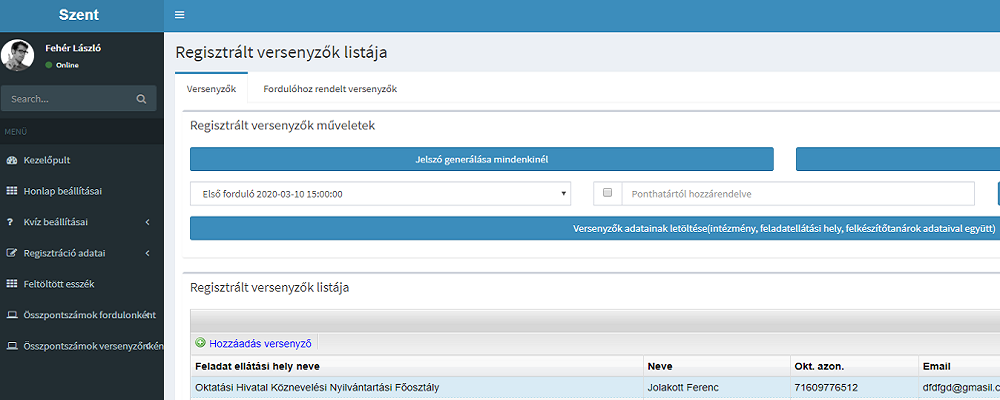 Szent
Fehér László
Online
Search...
MENÜ
Kezelőpult
Honlap beállításai
Kvíz beállításai
Regisztráció adatai
Feltöltött esszék
Összpontszámok fordulonként
Összpontszámok versenyzőnkén
Regisztrált versenyzők listája
Versenyzők Fordulóhoz rendelt versenyzők
Regisztrált versenyzők műveletek
Jelszó generálása mindenkinél
Első forduló 2020-03-10 15:00:00 Ponthatártól hozzárendelve
Versenyzők adatainak letöltése(intézmény, feladatellátási hely, felkészítőtanárok adataival együtt)
Regisztrált versenyzők listája
Hozzáadás versenyző
Feladat ellátási hely neve Neve Okt. azon. Email
Oktatási Hivatal Köznevelési Nyilvántartási Főosztály Jolakott Ferenc 71609776512 dfdfgd@gmasil.c